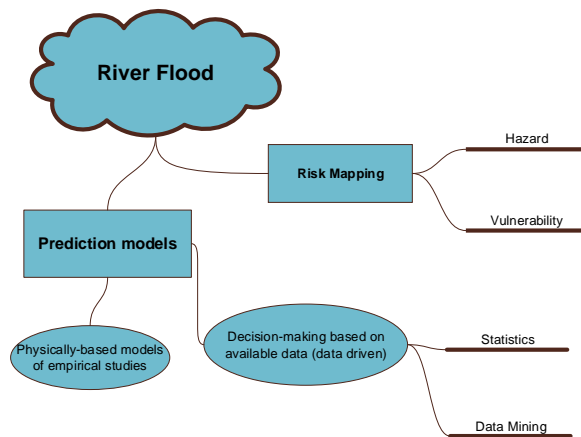 River Flood
Risk Mapping
Hazard
Vulnerability
Prediction models
Physically-based models
of empirical studies
Decision-making based on
available data (data driven)
Statistics
Data Mining